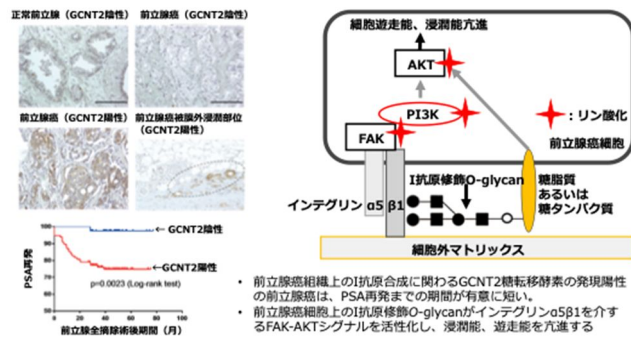 正常前立腺(GCNT2陰性)
前立腺癌(GCNT2陰性)
前立腺癌(GCNT2陽性)
前立腺癌被膜外浸潤部位
(GCNT2陽性)
PSA再発
100
80
60
40
20
0
0
20
40
60
80
100
GCNT2陰性
GCNT2陽性
p=0.0023 (Log-rank test)
前立腺全摘除術後期間(月)
細胞遊走能、浸潤能亢進
AKT
PI3K
FAK
:リン酸化
前立腺癌細胞
I抗原修飾O-glycan
インテグリン α5 β1
糖脂質
あるいは
糖タンパク質
細胞外マトリックス
• 前立腺癌組織上のI抗原合成に関わるGCNT2糖転移酵素の発現陽性
の前立腺癌は、PSA再発までの期間が有意に短い。
• 前立腺癌細胞上のI抗原修飾O-glycanがインテグリンα5β1を介す
るFAK-AKTシグナルを活性化し、浸潤能、遊走能を亢進する